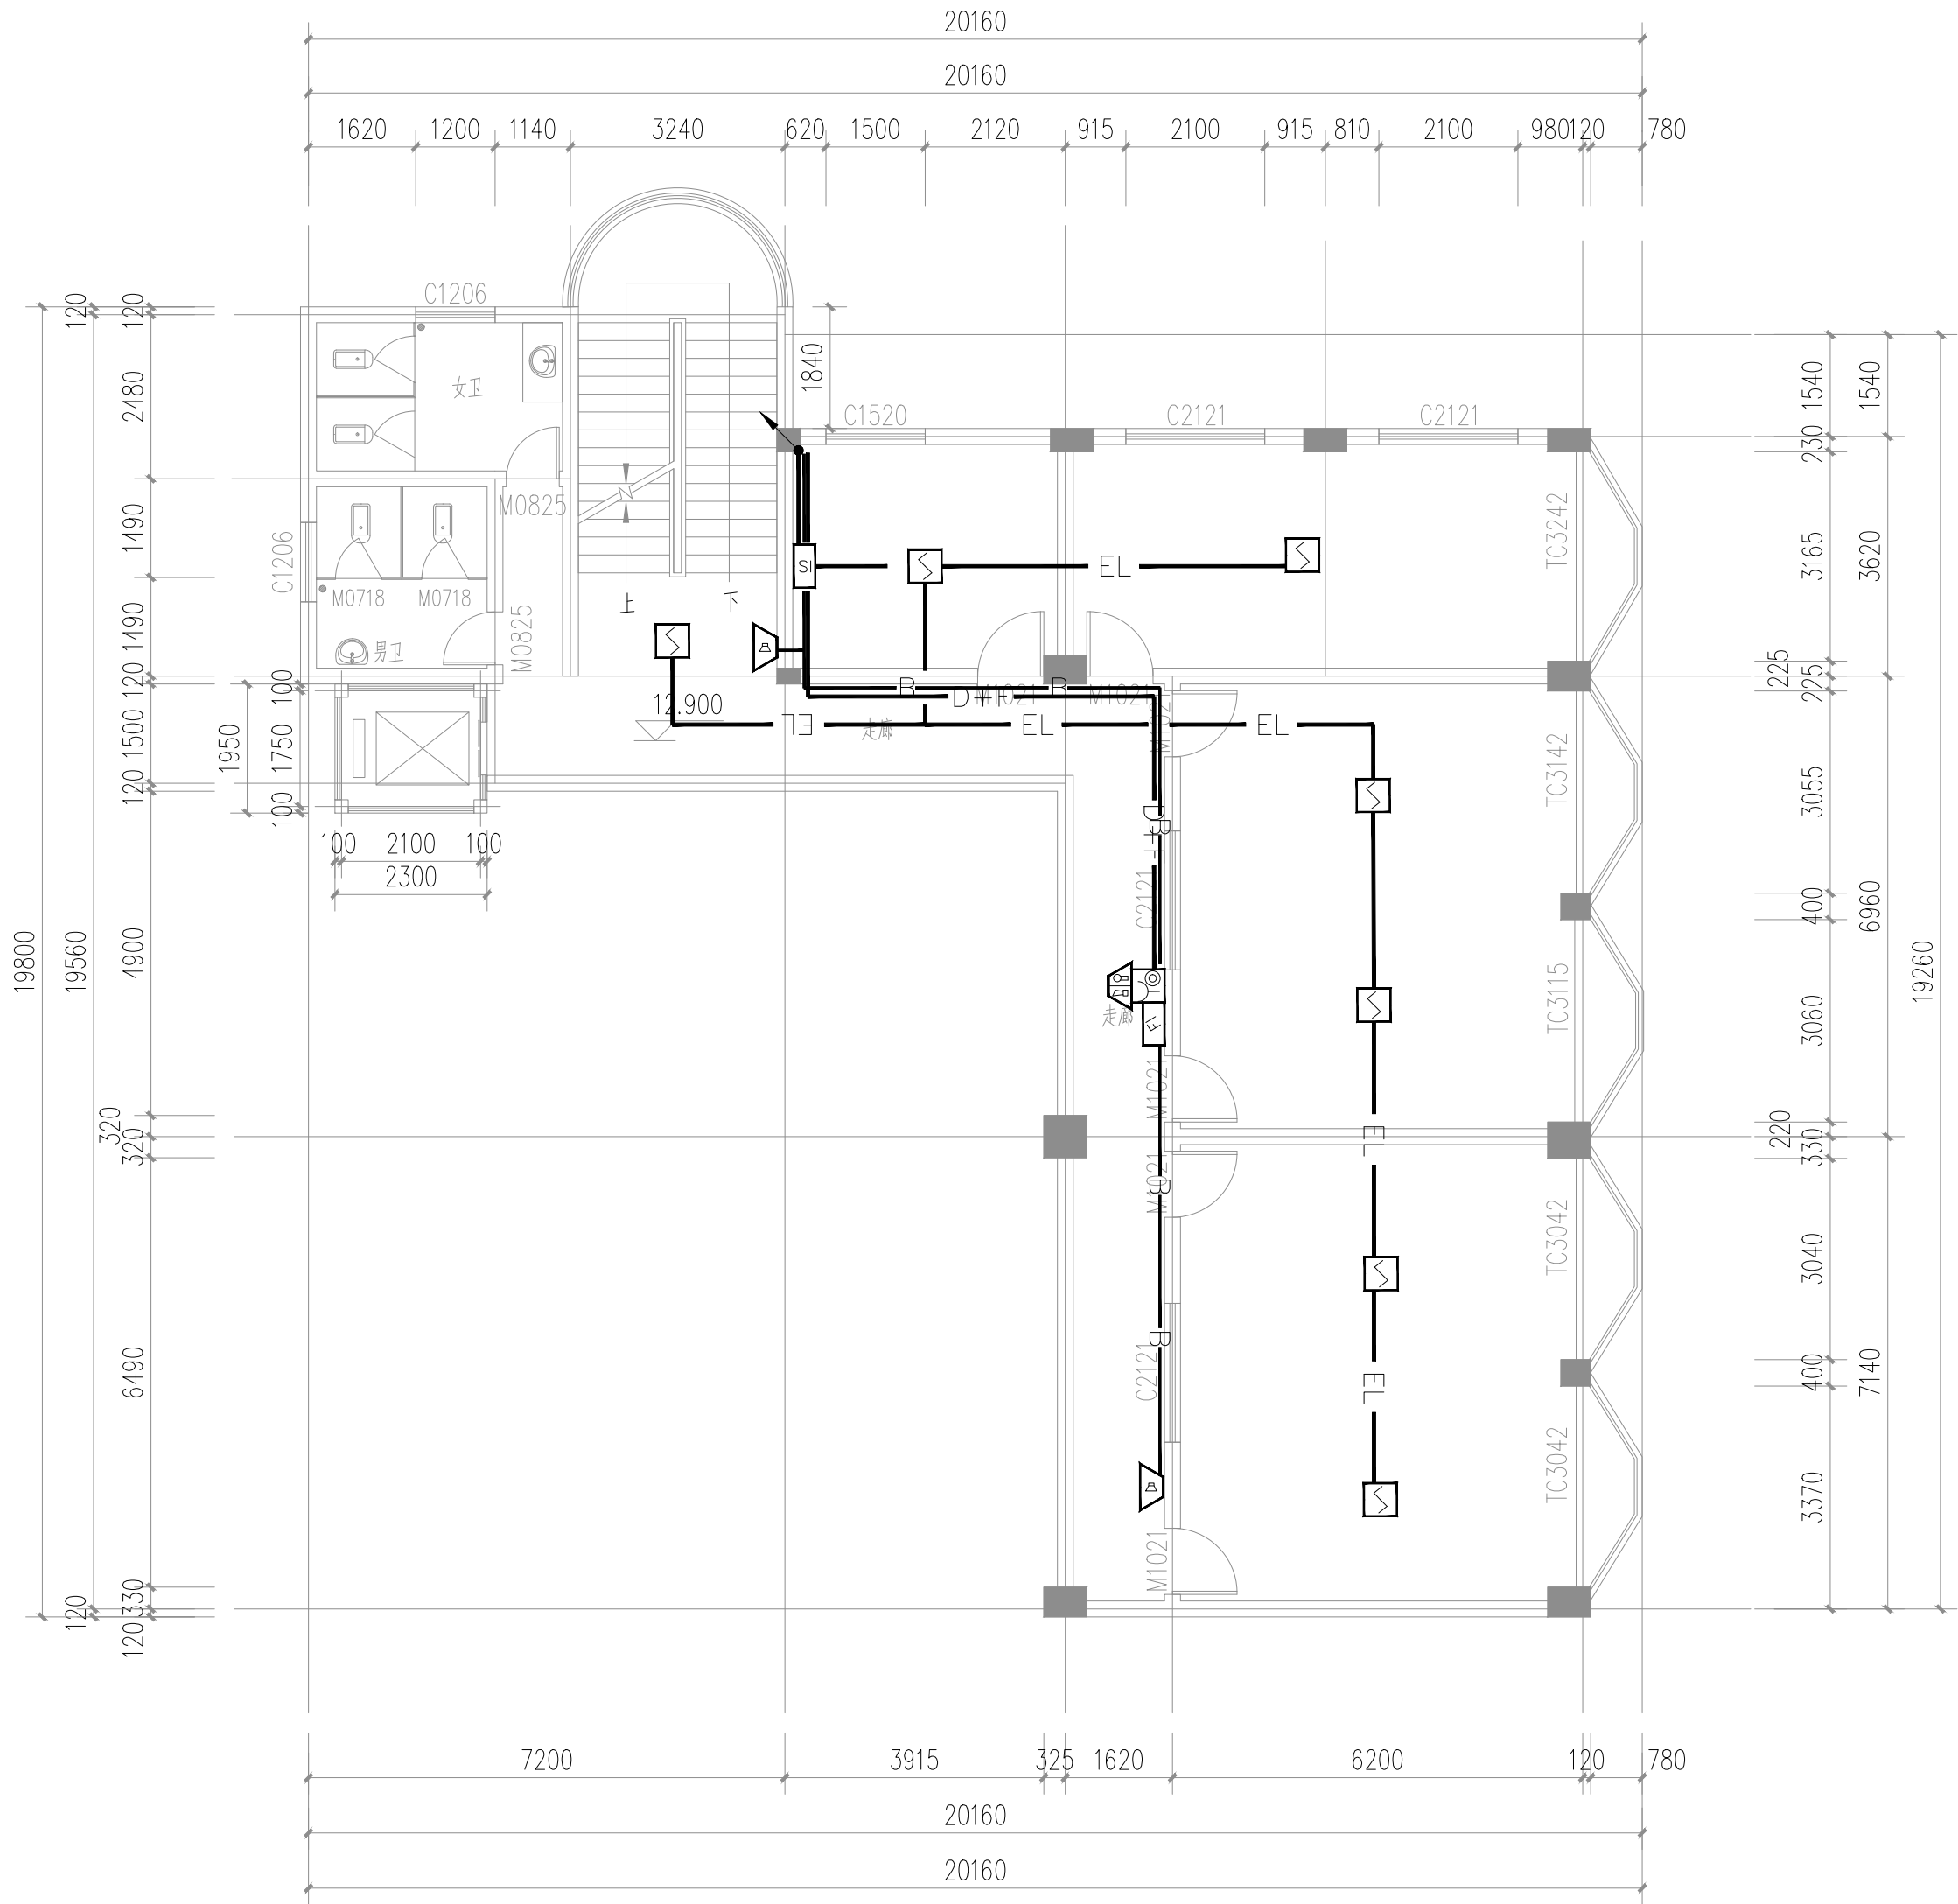 20160
20160
1620 1200 1140 3240 620 1500 2120 915 2100 915 810 2100 980 120 780
C1206
120 120 120
1840
2480
女卫
C1520 C2121 C2121
1540 1540
230
M0825
TC3242
1490
C1206
SI
EL
3165 3620
M0718 M0718
上 下
1490
M0825
男卫
225
225
120 100
12.900
B B
M1021 M1021
D+F
M1021
EL EL EL
走廊
1950 1500 1750
TC3142
3055
120 100
100 2100 100
2300
D+F
B
C2121
400 6960
19800 19560 4900
19260
TC3115
走廊
FI
3060
M1021
320
320
EL
220
330
M1021
B
TC3042
3040
B
C2121
EL
6490
400 7140
TC3042
3370
M1021
120 330
120
7200 3915 325 1620 6200 120 780
20160
20160